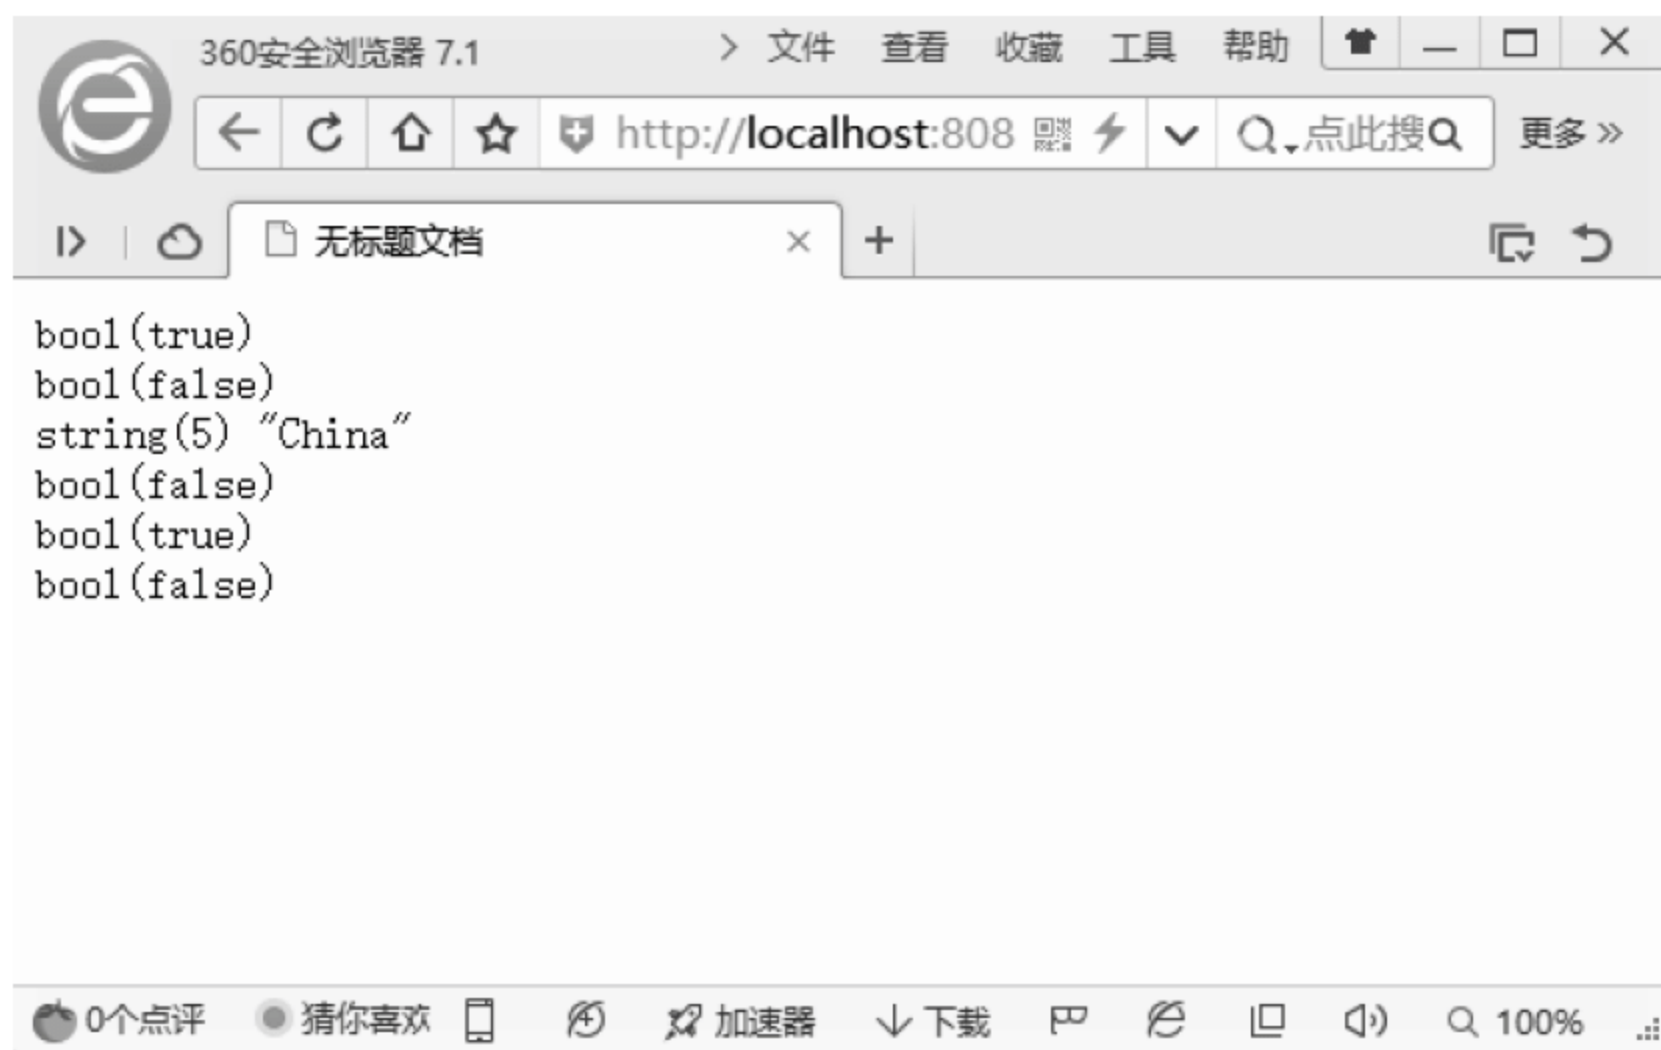 360安全浏览器 7.1
文件 查看 收藏 工具 帮助
http://localhost:808
点此搜
更多
无标题文档
bool(true)
bool(false)
string(5) "China"
bool(false)
bool(true)
bool(false)
0个点评 猜你喜欢 加速器 下载 100%